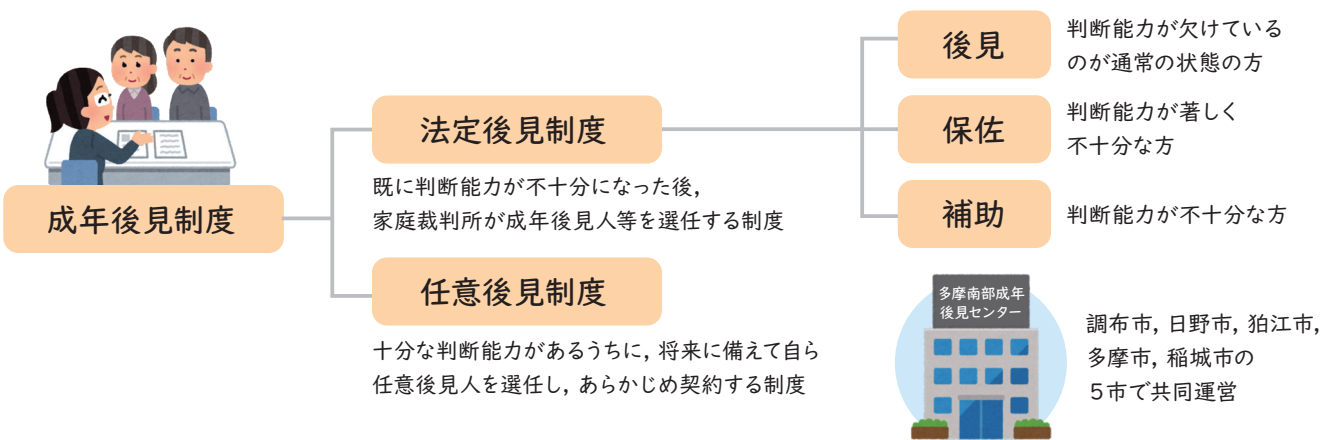 成年後見制度
法定後見制度
既に判断能力が不十分になった後,
家庭裁判所が成年後見人等を選任する制度
後見
判断能力が欠けている
のが通常の状態の方
保佐
判断能力が著しく
不十分な方
補助
判断能力が不十分な方
任意後見制度
十分な判断能力があるうちに, 将来に備えて自ら
任意後見人を選任し, あらかじめ契約する制度
多摩南部成年
後見センター
調布市, 日野市, 狛江市,
多摩市, 稲城市の
5市で共同運営